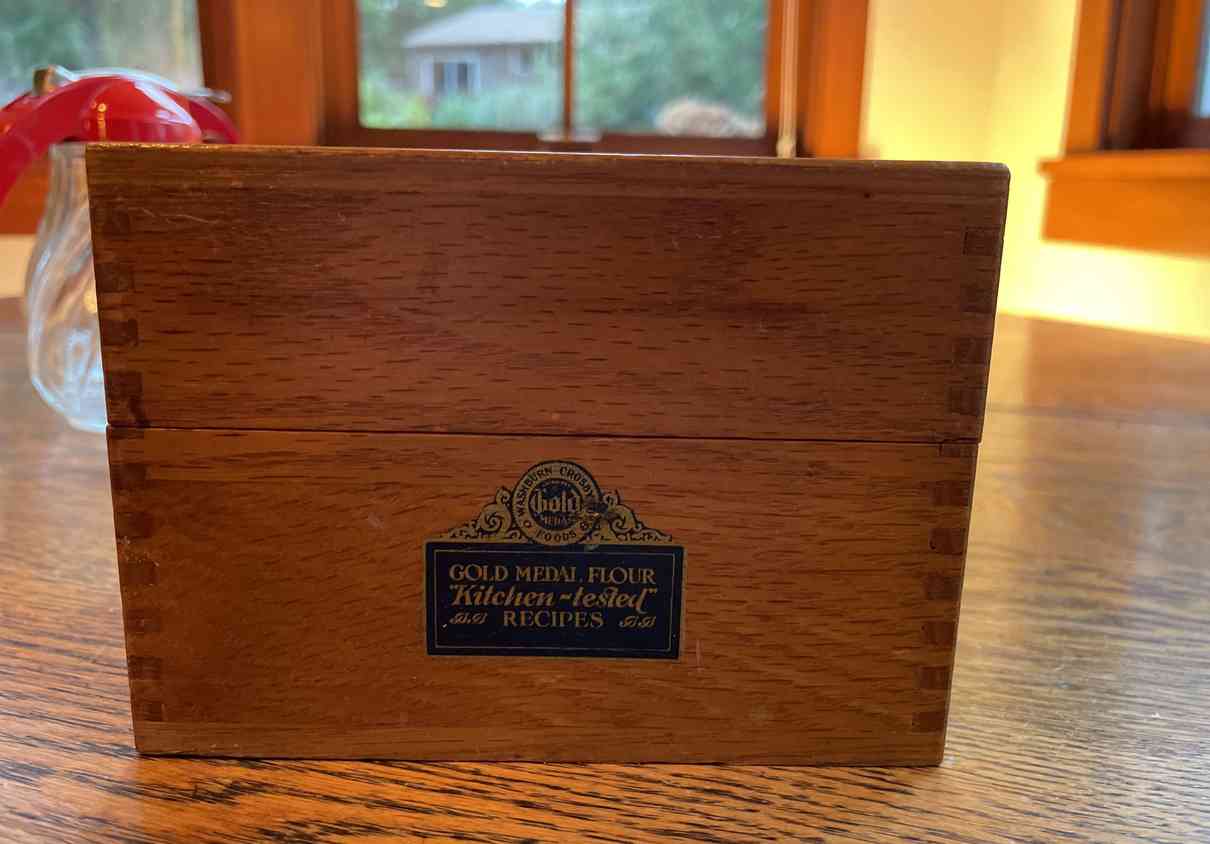 WASHBURN CROSBY
Gold
MEDAL
FOODS
GOLD MEDAL FLOUR
"Kitchen-tested"
RECIPES